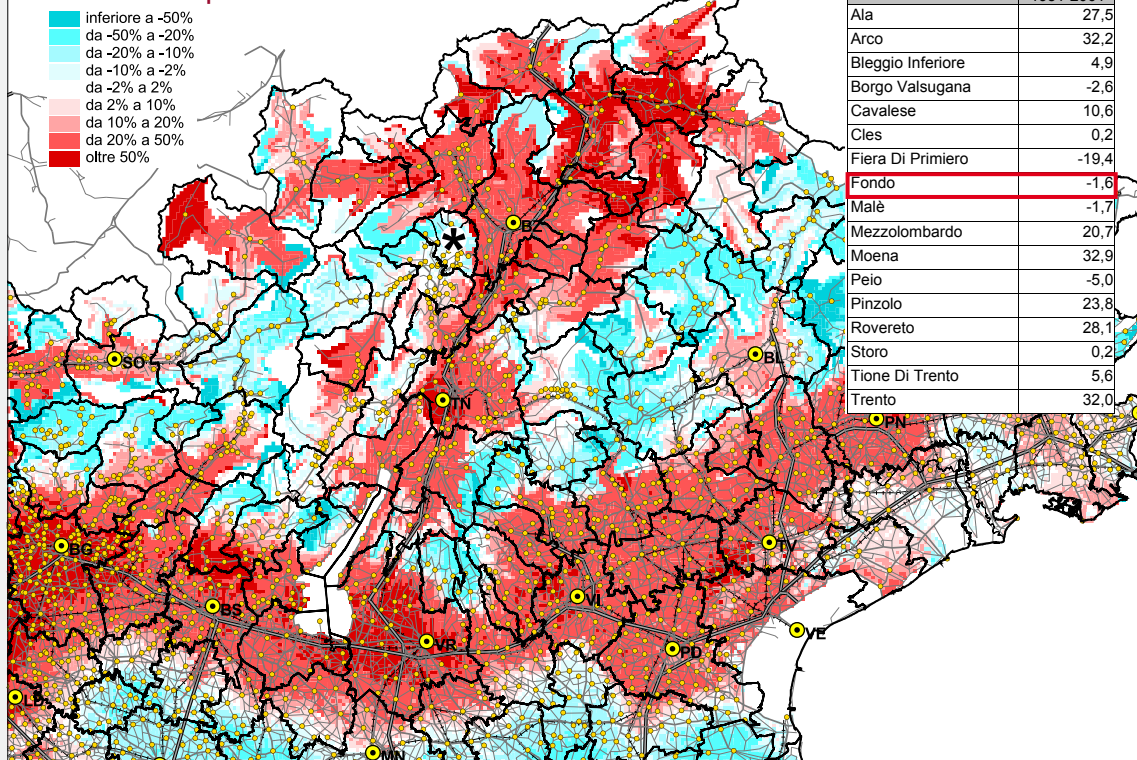 inferiore a -50%
da -50% a -20%
da -20% a -10%
da -10% a -2%
da -2% a 2%
da 2% a 10%
da 10% a 20%
da 20% a 50%
oltre 50%
Ala 27,5
Arco 32,2
Bleggio Inferiore 4,9
Borgo Valsugana -2,6
Cavalese 10,6
Cles 0,2
Fiera Di Primiero -19,4
Fondo -1,6
Malè -1,7
Mezzolombardo 20,7
Moena 32,9
Peio -5,0
Pinzolo 23,8
Rovereto 28,1
Storo 0,2
Tione Di Trento 5,6
Trento 32,0
*
BZ
SO
BL
TN
PN
BG
TV
BS
VI
VE
VR
PD
LO
MN